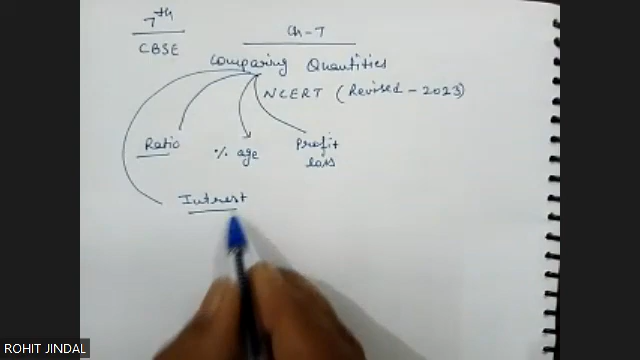 7th
CBSE
Ch-7
Comparing Quantities
NCERT (Revised - 2023)
Ratio
% age
Profit
loss
Interest
ROHIT JINDAL